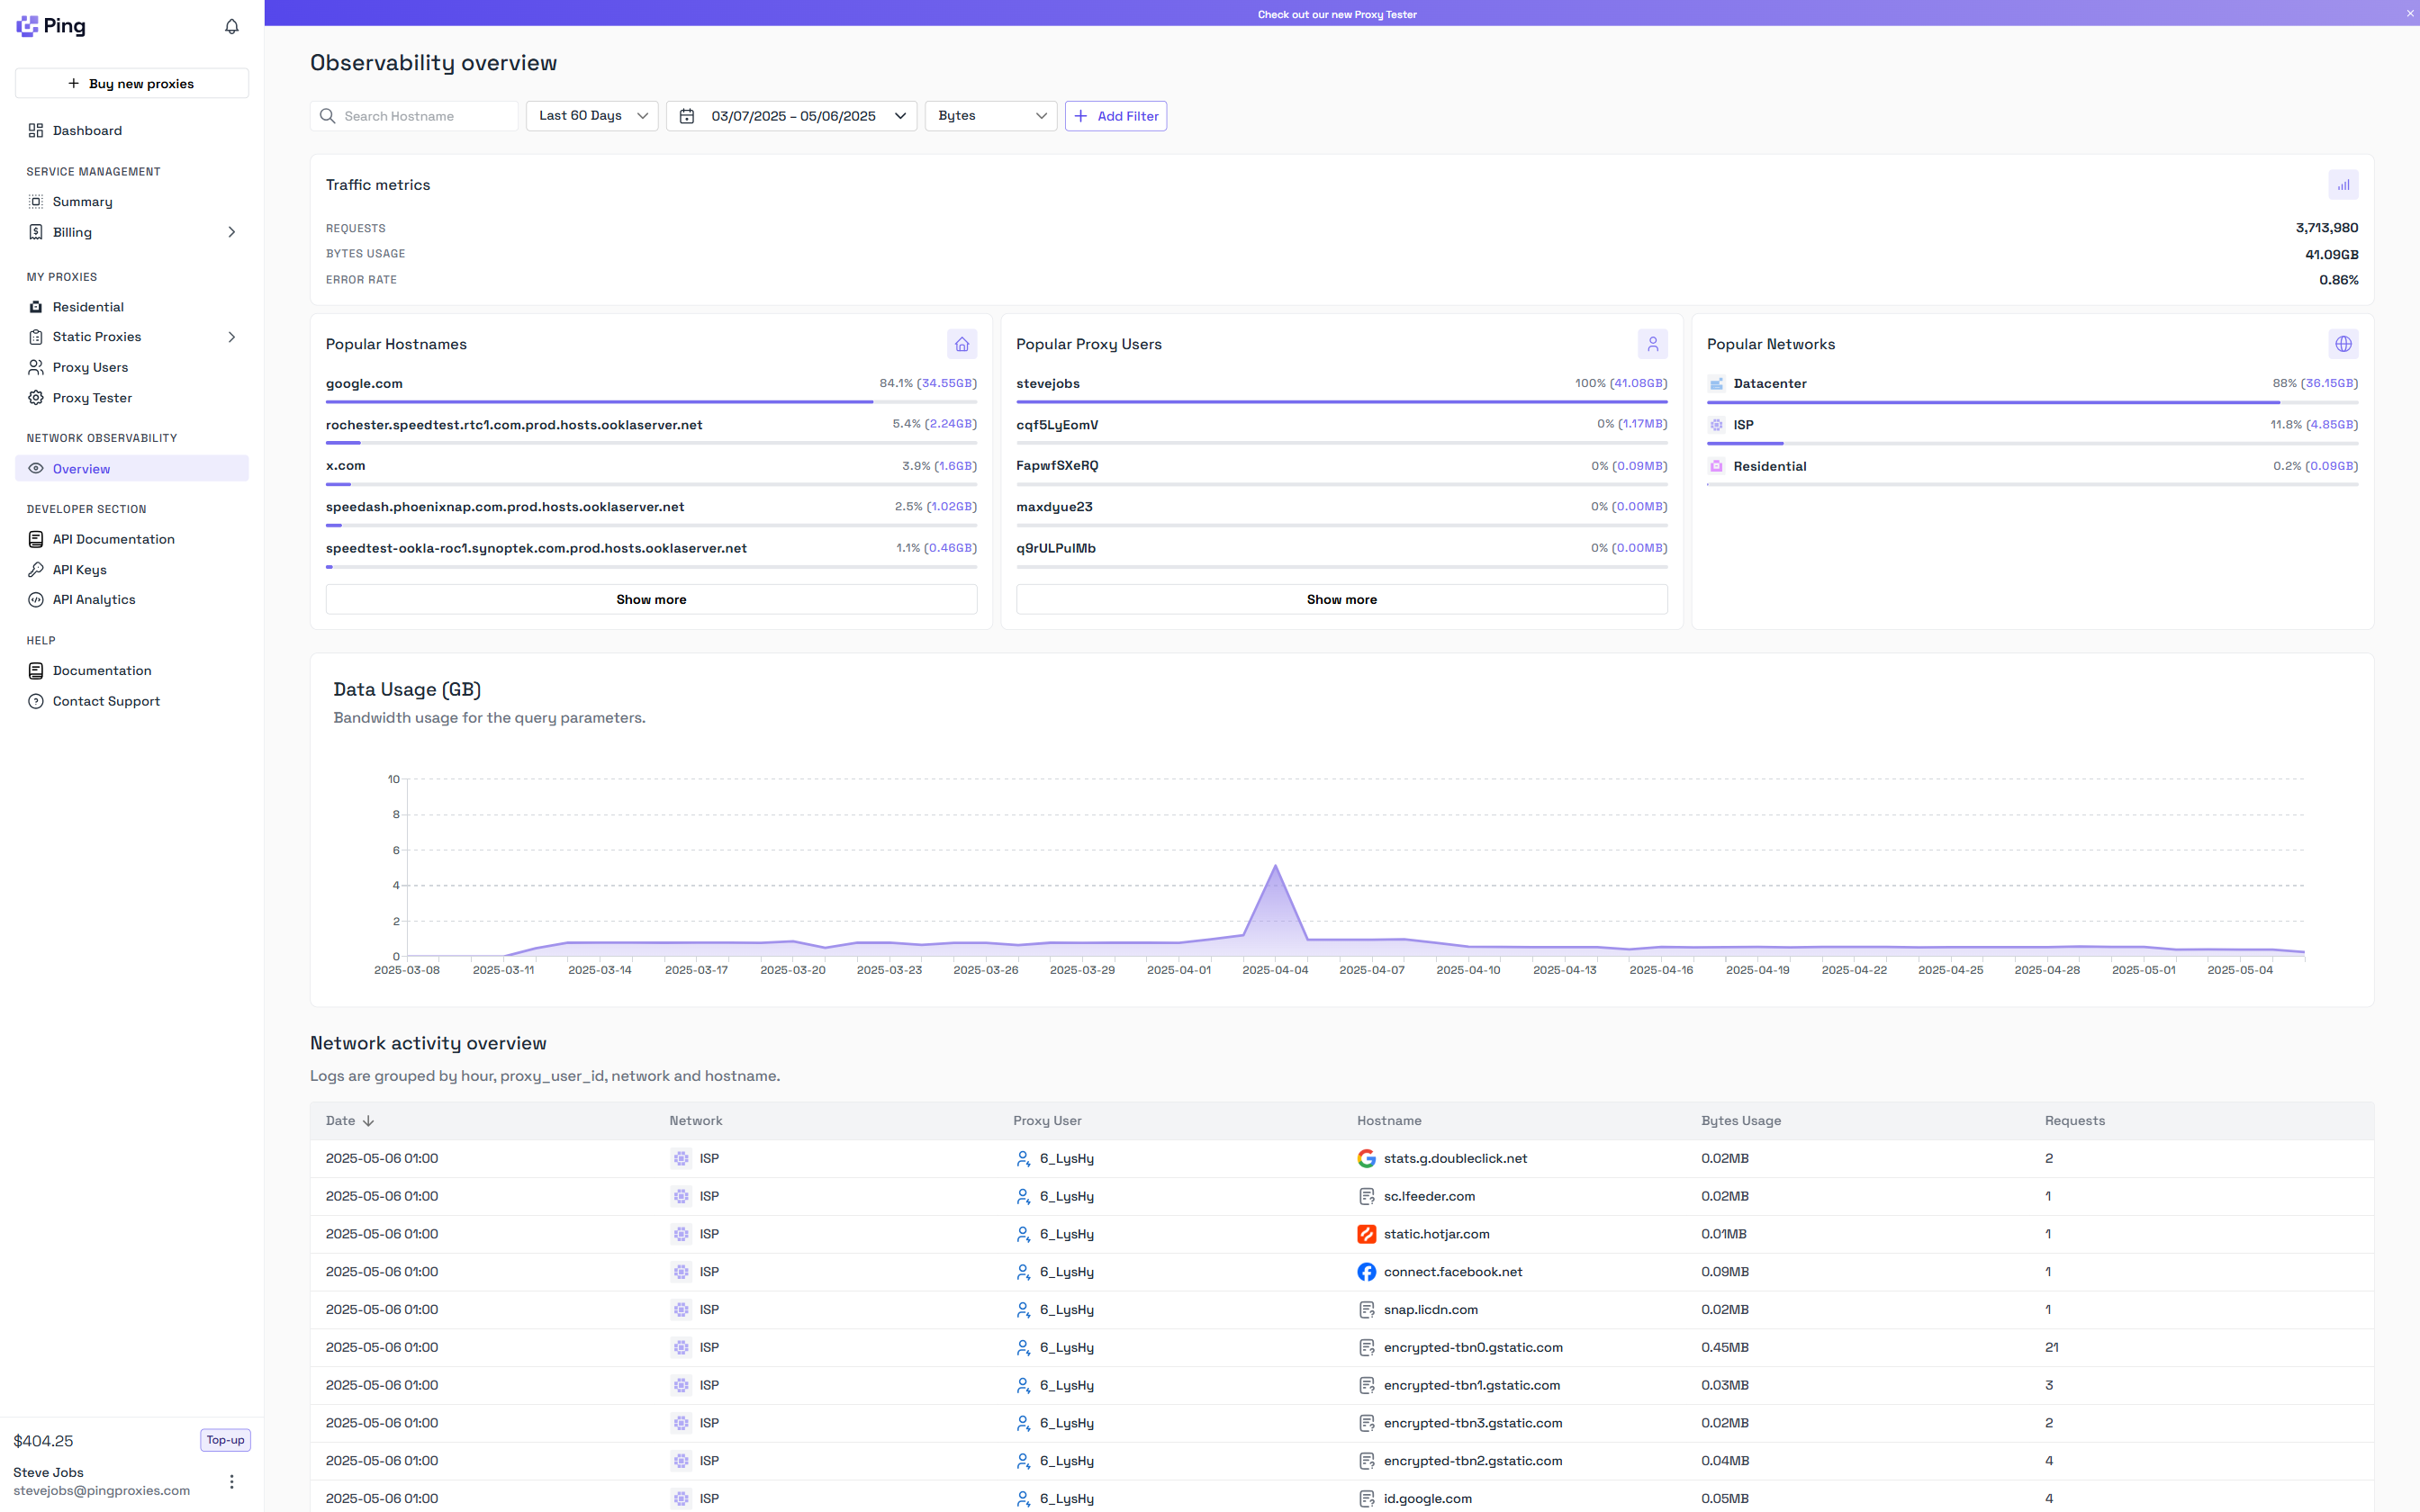 Ping
Check out our new Proxy Tester
Buy new proxies
Dashboard
SERVICE MANAGEMENT
Summary
Billing
MY PROXIES
Residential
Static Proxies
Proxy Users
Proxy Tester
NETWORK OBSERVABILITY
Overview
DEVELOPER SECTION
API Documentation
API Keys
API Analytics
HELP
Documentation
Contact Support
$404.25 Top-up
Steve Jobs
stevejobs@pingproxies.com
Observability overview
Search Hostname Last 60 Days 03/07/2025 – 05/06/2025 Bytes Add Filter
Traffic metrics
REQUESTS 3,713,980
BYTES USAGE 41.09GB
ERROR RATE 0.86%
Popular Hostnames
google.com 84.1% (34.55GB)
rochester.speedtest.rtc1.com.prod.hosts.ooklaserver.net 5.4% (2.24GB)
x.com 3.9% (1.6GB)
speedash.phoenixnap.com.prod.hosts.ooklaserver.net 2.5% (1.02GB)
speedtest-ookla-roc1.synoptek.com.prod.hosts.ooklaserver.net 1.1% (0.46GB)
Show more
Popular Proxy Users
stevejobs 100% (41.08GB)
cqf5LyEomV 0% (1.17MB)
FapwfSXeRQ 0% (0.09MB)
maxdyue23 0% (0.00MB)
q9rULPulMb 0% (0.00MB)
Show more
Popular Networks
Datacenter 88% (36.15GB)
ISP 11.8% (4.85GB)
Residential 0.2% (0.09GB)
Data Usage (GB)
Bandwidth usage for the query parameters.
10
8
6
4
2
0
2025-03-08 2025-03-11 2025-03-14 2025-03-17 2025-03-20 2025-03-23 2025-03-26 2025-03-29 2025-04-01 2025-04-04 2025-04-07 2025-04-10 2025-04-13 2025-04-16 2025-04-19 2025-04-22 2025-04-25 2025-04-28 2025-05-01 2025-05-04
Network activity overview
Logs are grouped by hour, proxy_user_id, network and hostname.
Date Network Proxy User Hostname Bytes Usage Requests
2025-05-06 01:00 ISP 6_LysHy stats.g.doubleclick.net 0.02MB 2
2025-05-06 01:00 ISP 6_LysHy sc.lfeeder.com 0.02MB 1
2025-05-06 01:00 ISP 6_LysHy static.hotjar.com 0.01MB 1
2025-05-06 01:00 ISP 6_LysHy connect.facebook.net 0.09MB 1
2025-05-06 01:00 ISP 6_LysHy snap.licdn.com 0.02MB 1
2025-05-06 01:00 ISP 6_LysHy encrypted-tbn0.gstatic.com 0.45MB 21
2025-05-06 01:00 ISP 6_LysHy encrypted-tbn1.gstatic.com 0.03MB 3
2025-05-06 01:00 ISP 6_LysHy encrypted-tbn3.gstatic.com 0.02MB 2
2025-05-06 01:00 ISP 6_LysHy encrypted-tbn2.gstatic.com 0.04MB 4
2025-05-06 01:00 ISP 6_LysHy id.google.com 0.05MB 4